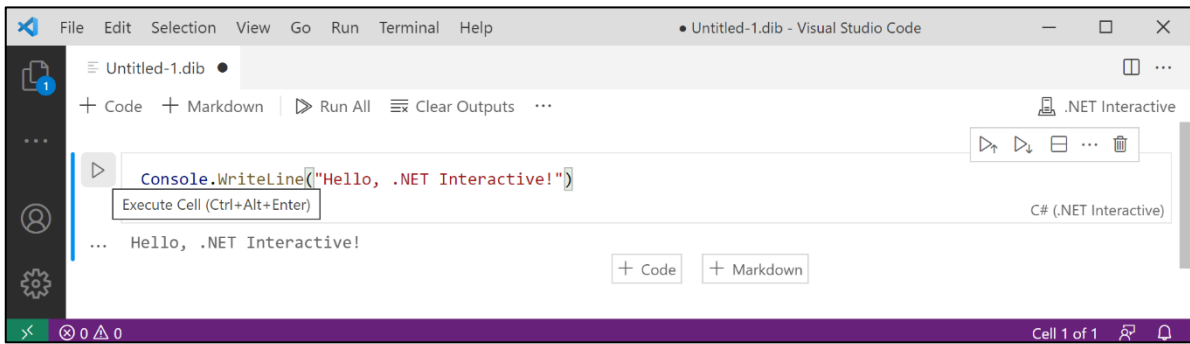 File Edit Selection View Go Run Terminal Help ● Untitled-1.dib - Visual Studio Code
Untitled-1.dib ●
1
+ Code + Markdown Run All Clear Outputs ... .NET Interactive
...
Console.WriteLine("Hello, .NET Interactive!")
Execute Cell (Ctrl+Alt+Enter)
C# (.NET Interactive)
... Hello, .NET Interactive!
+ Code + Markdown
0 0 Cell 1 of 1